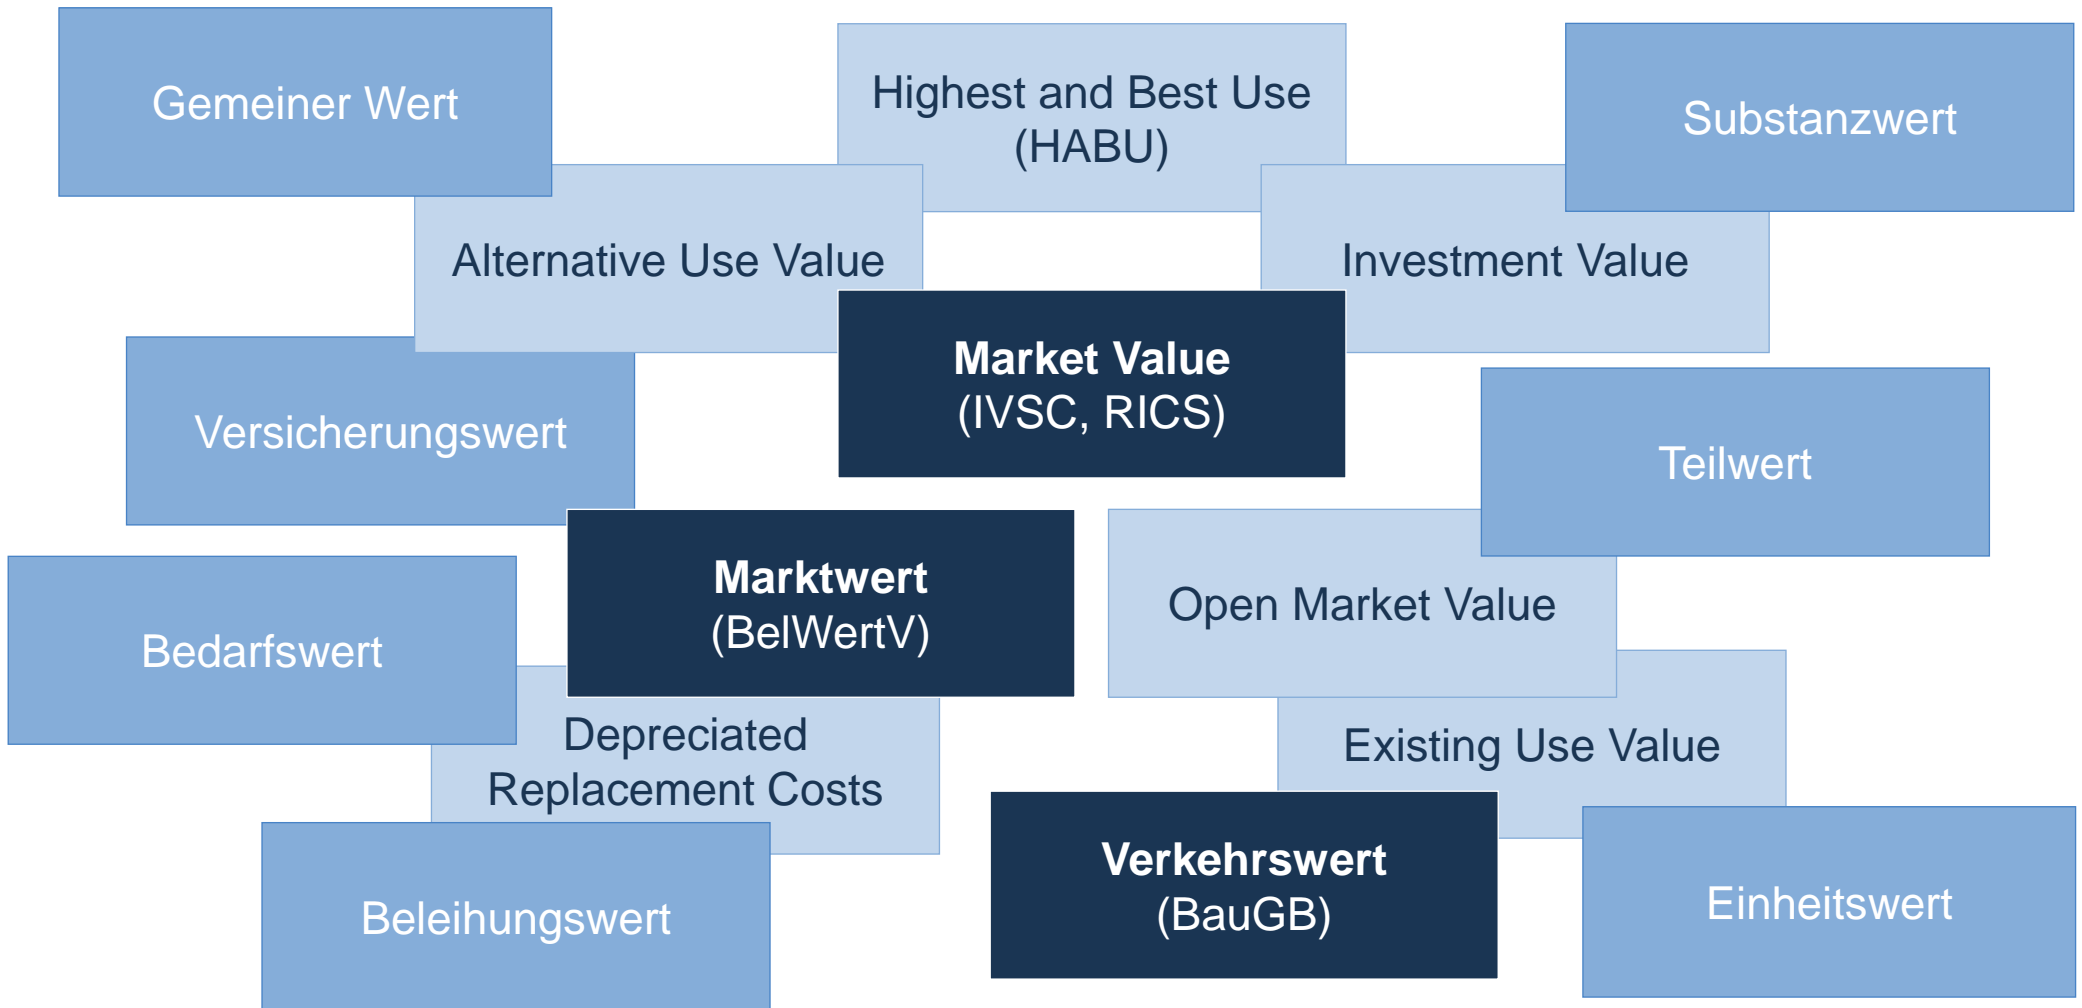 Gemeiner Wert
Highest and Best Use
(HABU)
Substanzwert
Alternative Use Value
Investment Value
Market Value
(IVSC, RICS)
Versicherungswert
Teilwert
Marktwert
(BelWertV)
Open Market Value
Bedarfswert
Depreciated
Replacement Costs
Existing Use Value
Verkehrswert
(BauGB)
Beleihungswert
Einheitswert